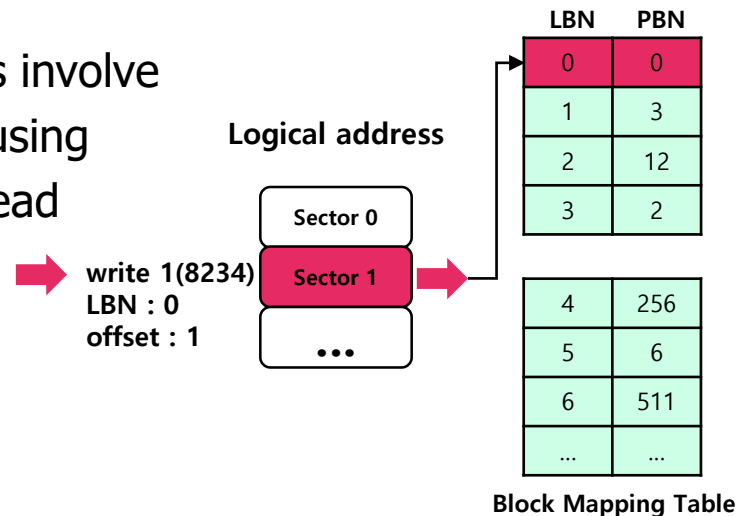 s involve
using
ead
Logical address
write 1(8234)
LBN : 0
offset : 1
Sector 0
Sector 1
...
LBN PBN
0 0
1 3
2 12
3 2
4 256
5 6
6 511
... ...
Block Mapping Table